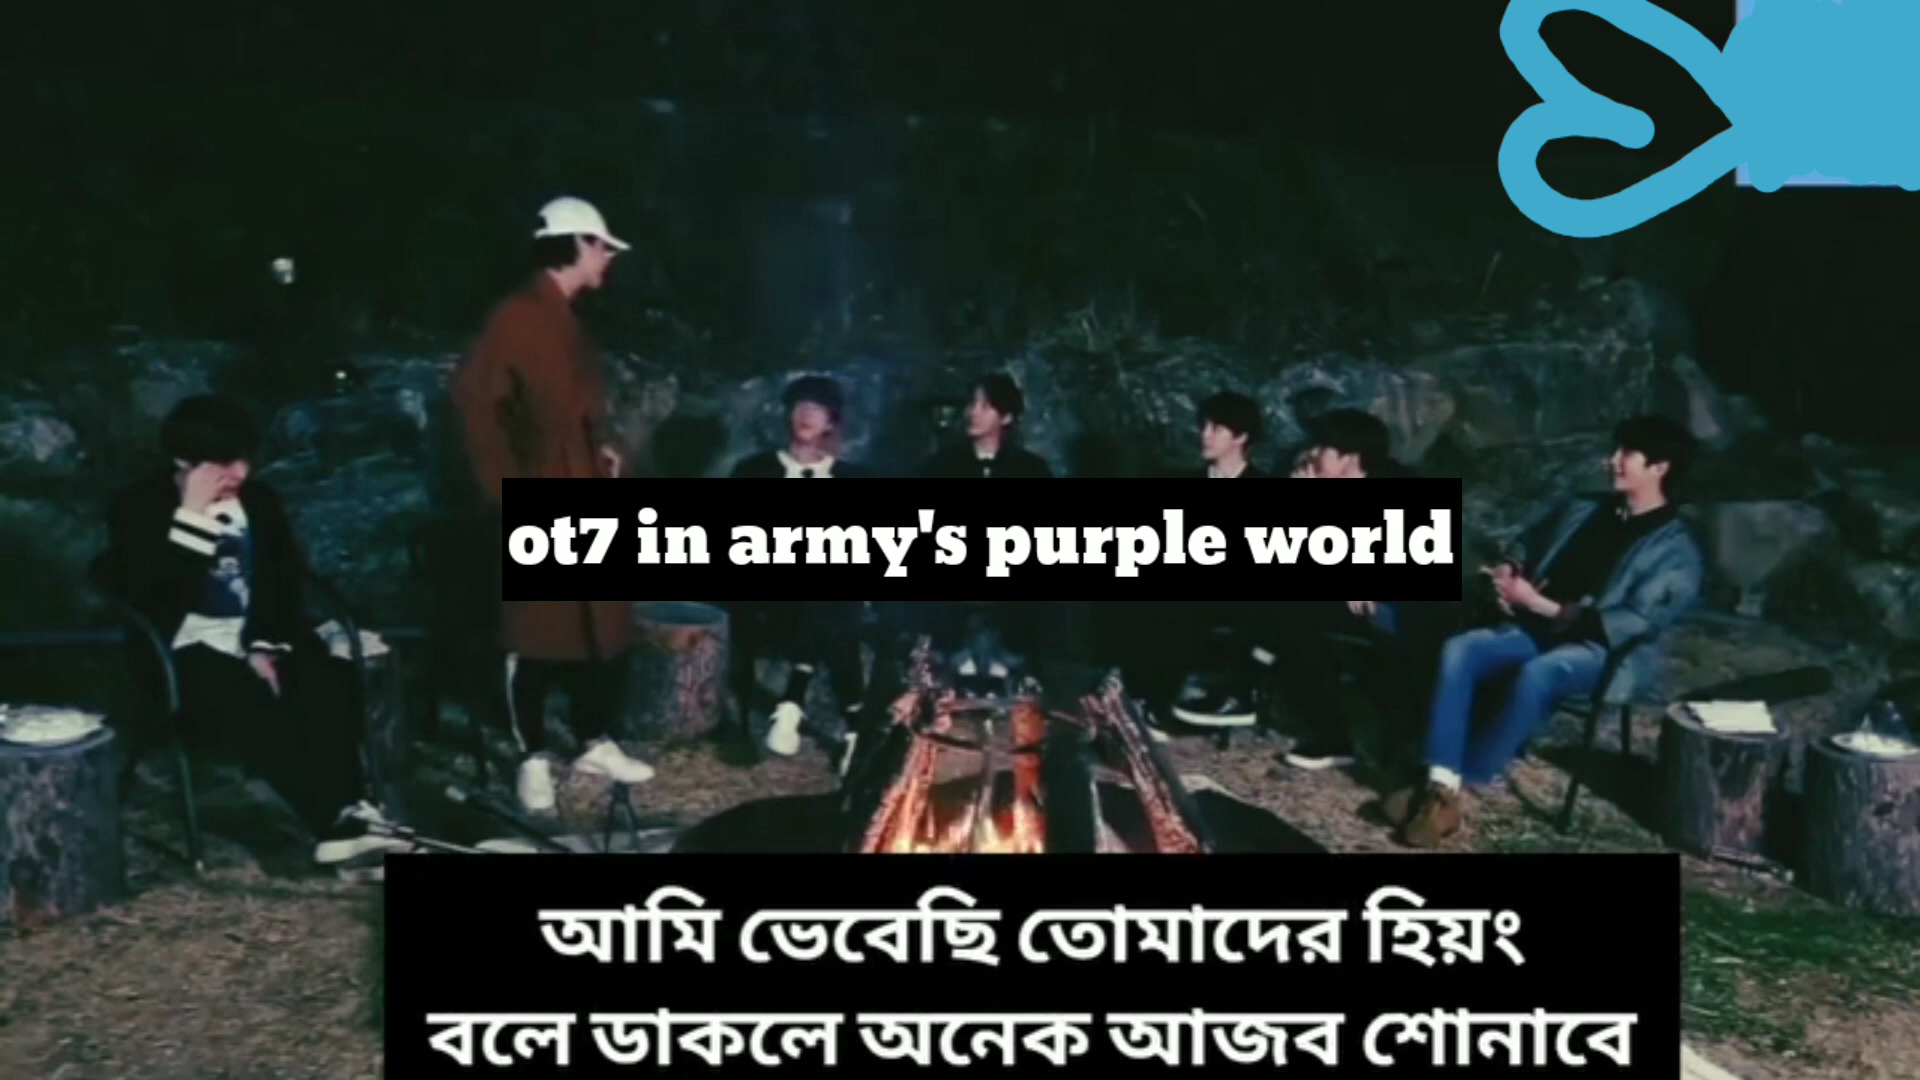 ot7 in army's purple world
আমি ভেবেছি তোমাদের হিয়ং
বলে ডাকলে অনেক আজব শোনাবে